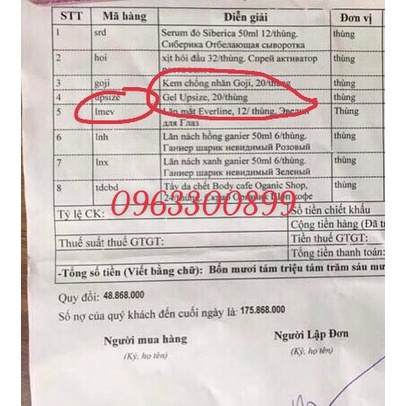 STT Mã hàng Diễn giải Đơn vị
1 srd Serum đỏ Siberica 50ml 12/thùng. thùng
Сиберика Отбелающая сыворотка
2 hoi xịt hôi đầu 32/thùng. Спрей активатор thùng
3 goji Kem chống nhăn Goji, 20/thùng thùng
4 upsize Gel Upsize, 20/thùng thùng
5 lmev Lăn mắt Everline, 12/ thùng. Thùng
для Глаз
6 lnh Lăn nách hồng ganier 50ml 6/thùng. thùng
Ганиер шарик невидимый Розовый
7 lnx Lăn nách xanh ganier 50ml 6/thùng. thùng
Ганиер шарик невидимый Зеленый
8 tdcbd Tẩy da chết Body cafe Oganic Shop, thùng
0963300899
Tỷ lệ CK: Số tiền chiết khấu
Cộng tiền hàng (Đã tr
Thuế suất thuế GTGT: Tiền thuế GTGT:
Tổng tiền thanh toán:
-Tổng số tiền (Viết bằng chữ): Bốn mươi tám triệu tám trăm sáu mư
Quy đổi: 48.868.000
Số nợ của quý khách đến cuối ngày là: 175.868.000
Người mua hàng Người Lập Đơn
(Ký, họ tên) (Ký, họ tên)